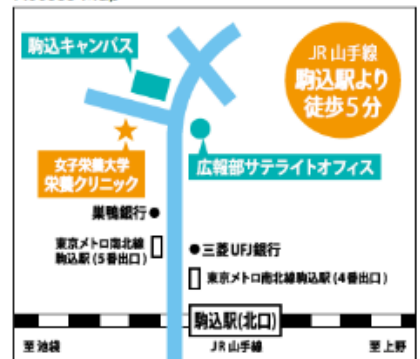 駒込キャンパス
JR山手線
駒込駅より
徒歩5分
女子栄養大学
栄養クリニック
広報部サテライトオフィス
巣鴨銀行●
東京メトロ南北線
駒込駅(5番出口)
●三菱UFJ銀行
東京メトロ南北線駒込駅(4番出口)
駒込駅(北口)
至池袋
JR山手線
至上野